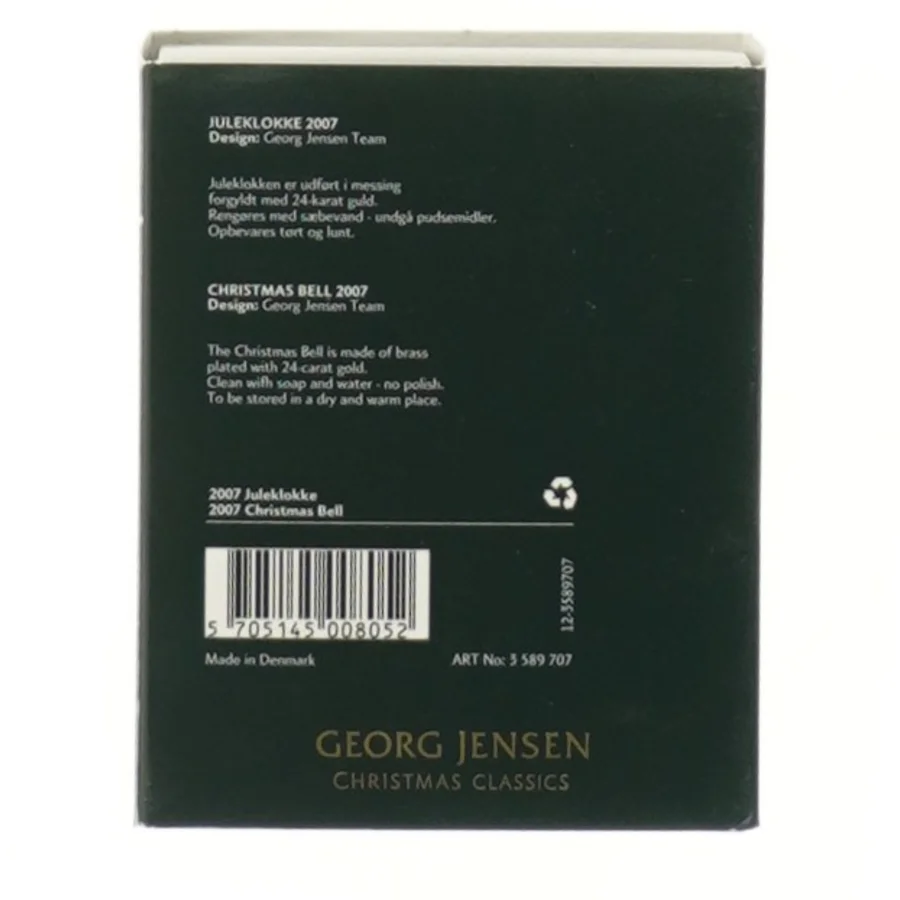 JULEKLOKKE 2007
Design: Georg Jensen Team
Juleklokken er udført i messing
forgyldt med 24-karat guld.
Rengøres med sæbevand - undgå pudsemidler.
Opbevares tørt og lunt.
CHRISTMAS BELL 2007
Design: Georg Jensen Team
The Christmas Bell is made of brass
plated with 24-carat gold.
Clean with soap and water - no polish.
To be stored in a dry and warm place.
2007 Juleklokke
2007 Christmas Bell
5 705145 008052
12-3589707
Made in Denmark ART No: 3 589 707
GEORG JENSEN
CHRISTMAS CLASSICS